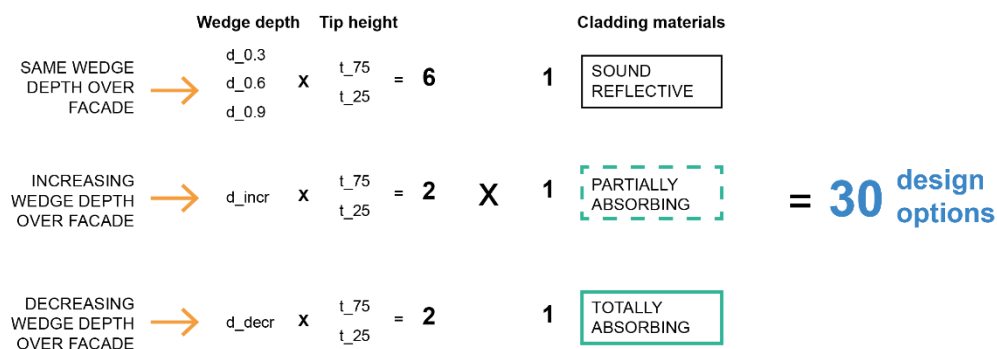 Wedge depth Tip height Cladding materials
SAME WEDGE
DEPTH OVER
FACADE
d_0.3
d_0.6
d_0.9
X
t_75
t_25
= 6
1
SOUND
REFLECTIVE
INCREASING
WEDGE DEPTH
OVER FACADE
d_incr
X
t_75
t_25
= 2
X
1
PARTIALLY
ABSORBING
= 30
design
options
DECREASING
WEDGE DEPTH
OVER FACADE
d_decr
X
t_75
t_25
= 2
1
TOTALLY
ABSORBING